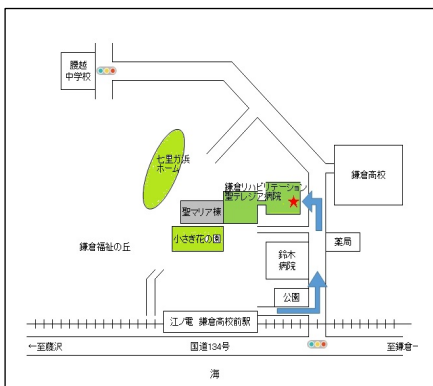 腰越
中学校
七里ガ浜
ホーム
鎌倉リハビリテーション
聖テレジア病院
鎌倉高校
聖マリア棟
小さき花の園
鎌倉福祉の丘
鈴木
病院
薬局
公園
江ノ電 鎌倉高校前駅
←至藤沢
国道134号
至鎌倉→
海